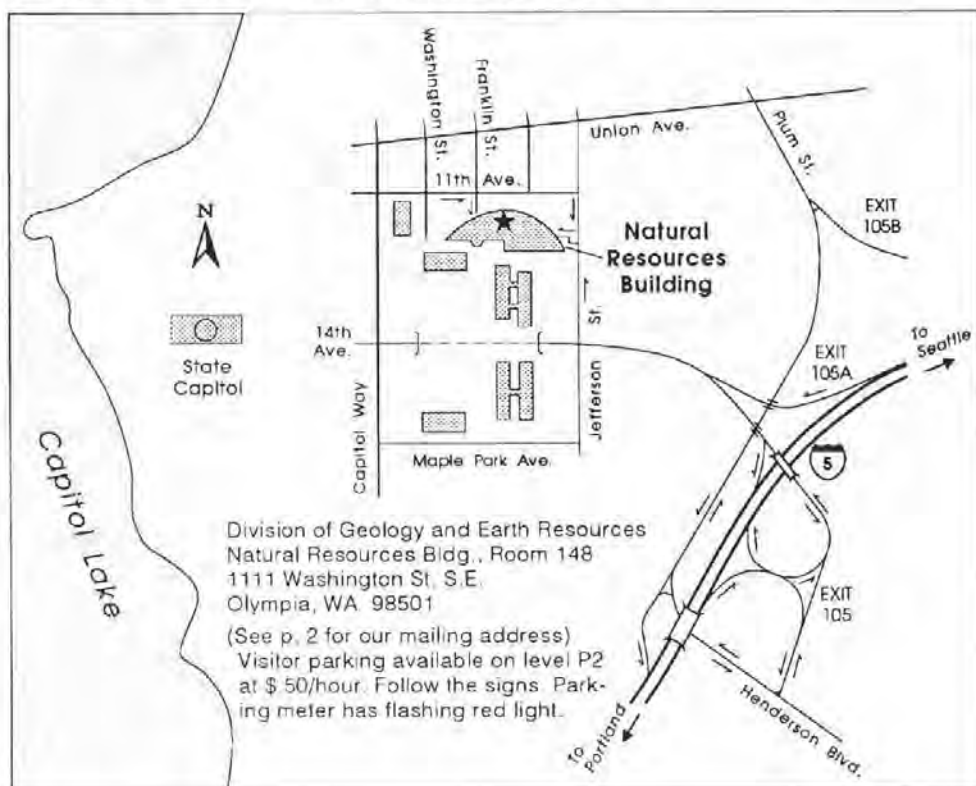 Washington St.
Franklin St.
Union Ave.
Plum St.
11th Ave.
EXIT
105B
N
Natural
Resources
Building
14th
Ave.
State
Capitol
St.
Jefferson
EXIT
105A
To
Seattle
Capitol Way
Maple Park Ave.
5
Capitol Lake
Division of Geology and Earth Resources
Natural Resources Bldg., Room 148
1111 Washington St, S.E.
Olympia, WA 98501
(See p. 2 for our mailing address)
Visitor parking available on level P2
at $.50/hour. Follow the signs. Park-
ing meter has flashing red light.
EXIT
105
Henderson Blvd.
To
Portland